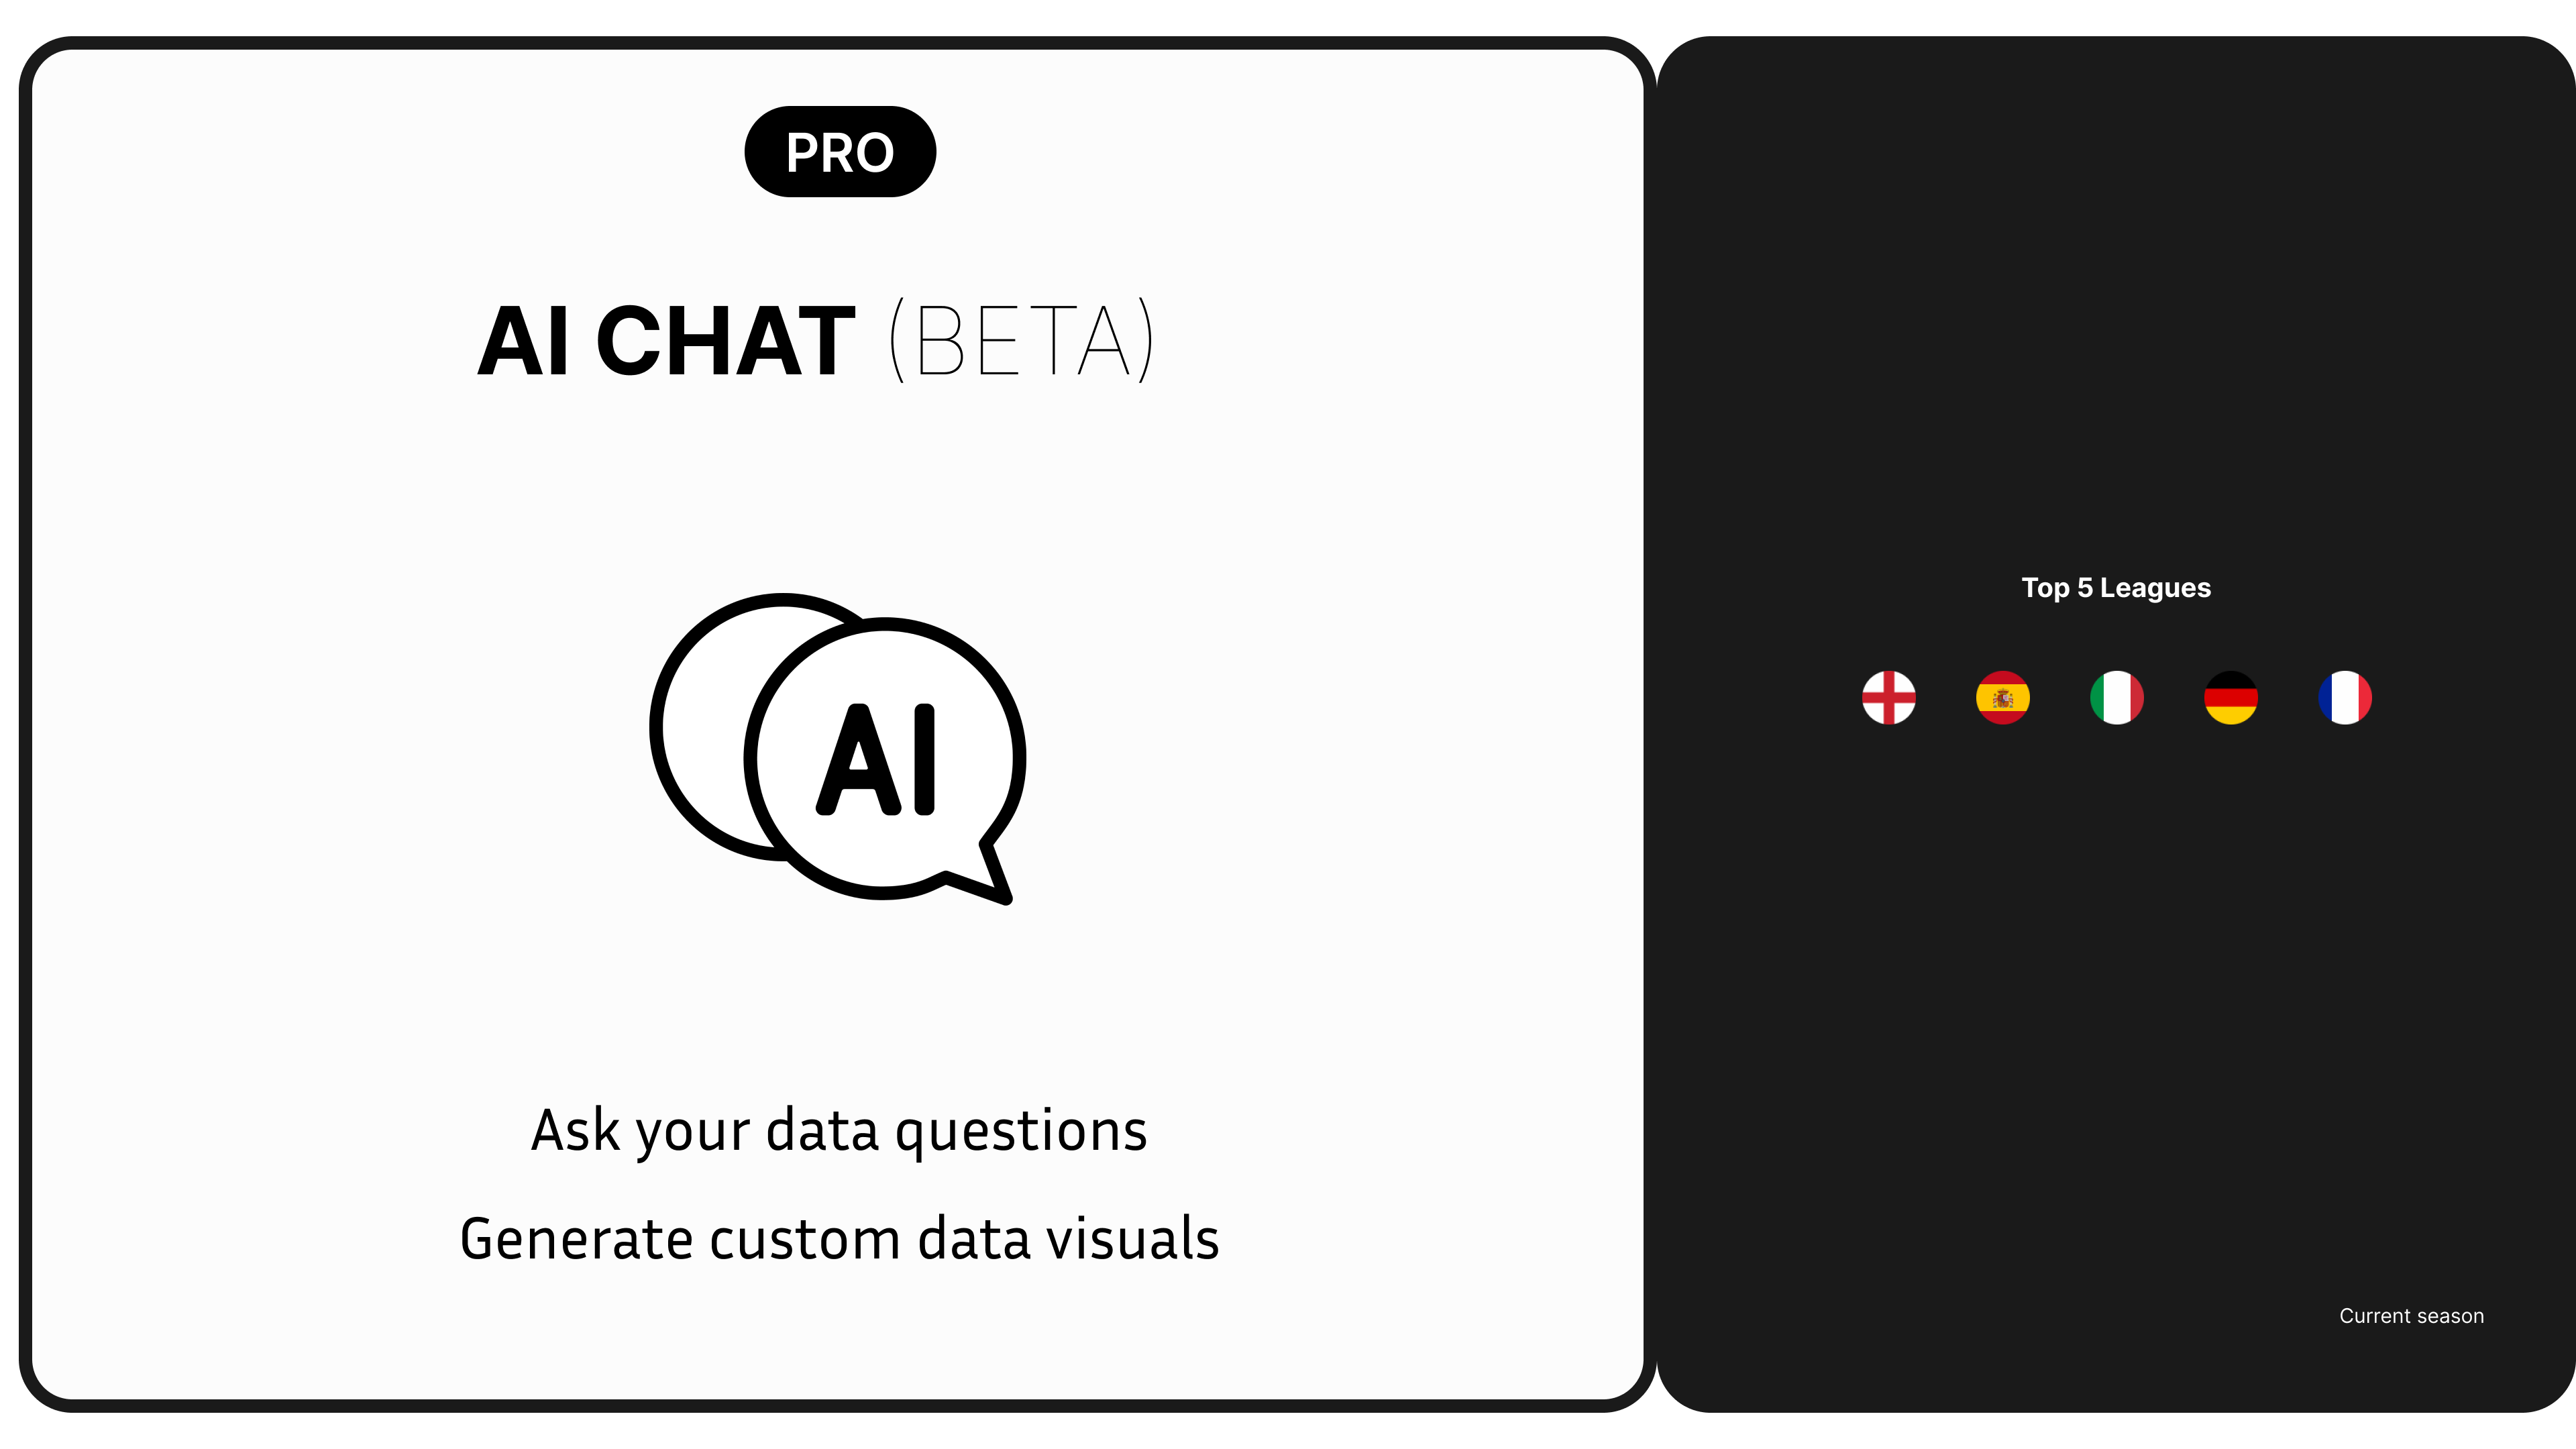 PRO
AI CHAT (BETA)
AI
Ask your data questions
Generate custom data visuals
Top 5 Leagues
Current season